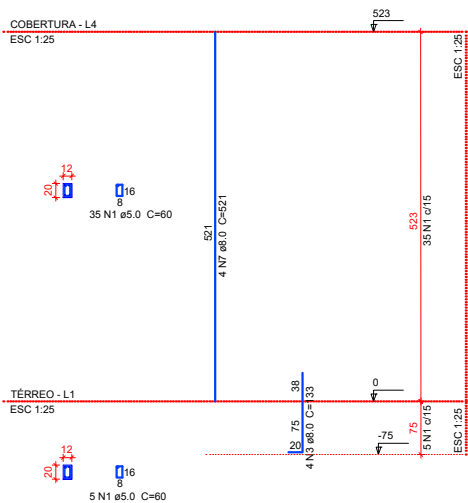 COBERTURA - L4
ESC 1:25
523
ESC 1:25
12
20
16
8
35 N1 ø5.0 C=60
521
4 N7 ø8.0 C=521
523
35 N1 c/15
TÉRREO - L1
ESC 1:25
0
38
75
20
4 N3 ø8.0 C=133
-75
75
5 N1 c/15
ESC 1:25
12
20
16
8
5 N1 ø5.0 C=60